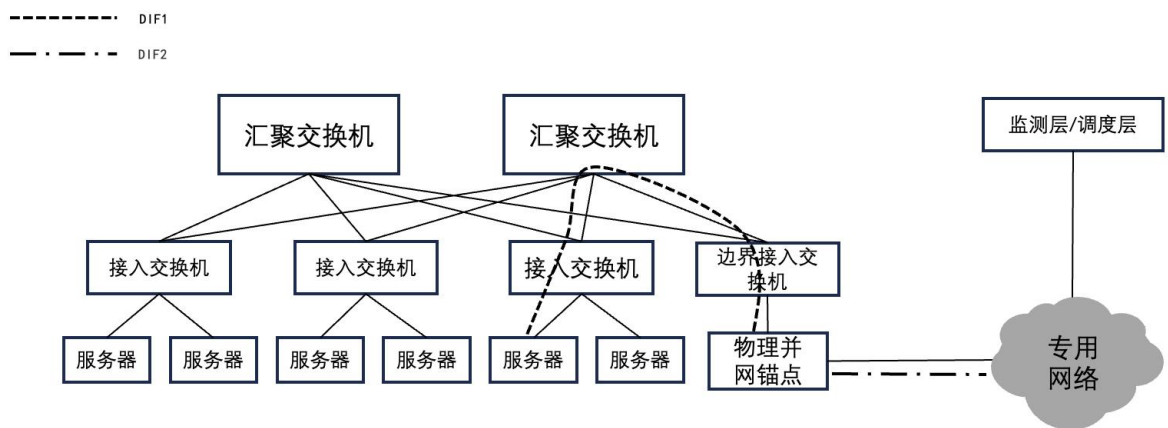 DIF1
DIF2
汇聚交换机
汇聚交换机
监测层/调度层
接入交换机
接入交换机
接入交换机
边界接入交
换机
服务器
服务器
服务器
服务器
服务器
服务器
物理并
网锚点
专用
网络